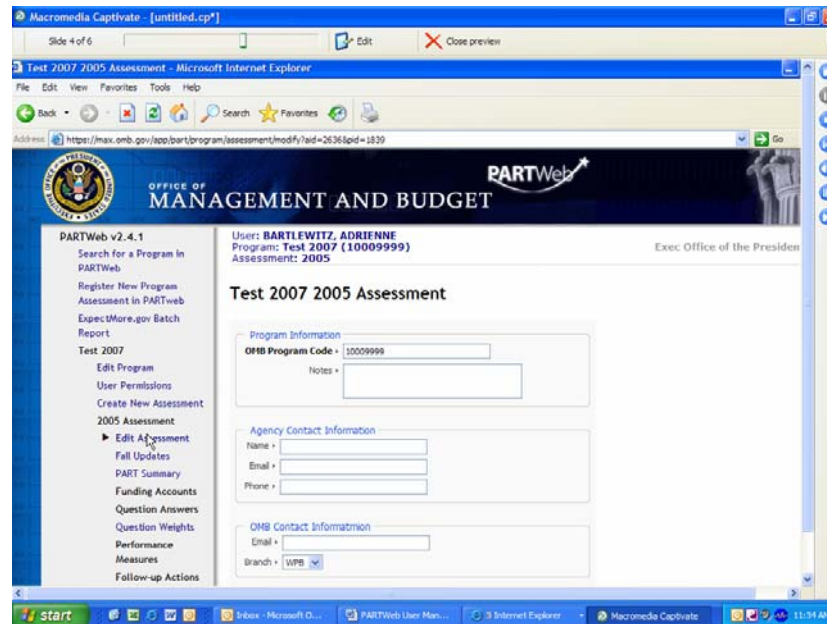 Macromedia Captivate - [untitled.cp*]
Slide 4 of 6 Edit Close preview
Test 2007 2005 Assessment - Microsoft Internet Explorer
File Edit View Favorites Tools Help
Back Search Favorites
Address https://max.omb.gov/app/part/program/assessment/modify?aid=2636&pid=1839 Go
OFFICE OF
MANAGEMENT AND BUDGET
PARTWeb
PARTWeb v2.4.1
Search for a Program in
PARTWeb
Register New Program
Assessment in PARTweb
ExpectMore.gov Batch
Report
Test 2007
Edit Program
User Permissions
Create New Assessment
2005 Assessment
Edit Assessment
Fall Updates
PART Summary
Funding Accounts
Question Answers
Question Weights
Performance
Measures
Follow-up Actions
User: BARTLEWITZ, ADRIENNE
Program: Test 2007 (10009999)
Assessment: 2005
Exec Office of the Presiden
Test 2007 2005 Assessment
Program Information
OMB Program Code 10009999
Notes
Agency Contact Information
Name
Email
Phone
OMB Contact Informatmion
Email
Branch WPB
start Inbox - Microsoft O... PARTWeb User Man... 3 Internet Explorer Macromedia Captivate 11:34 AM